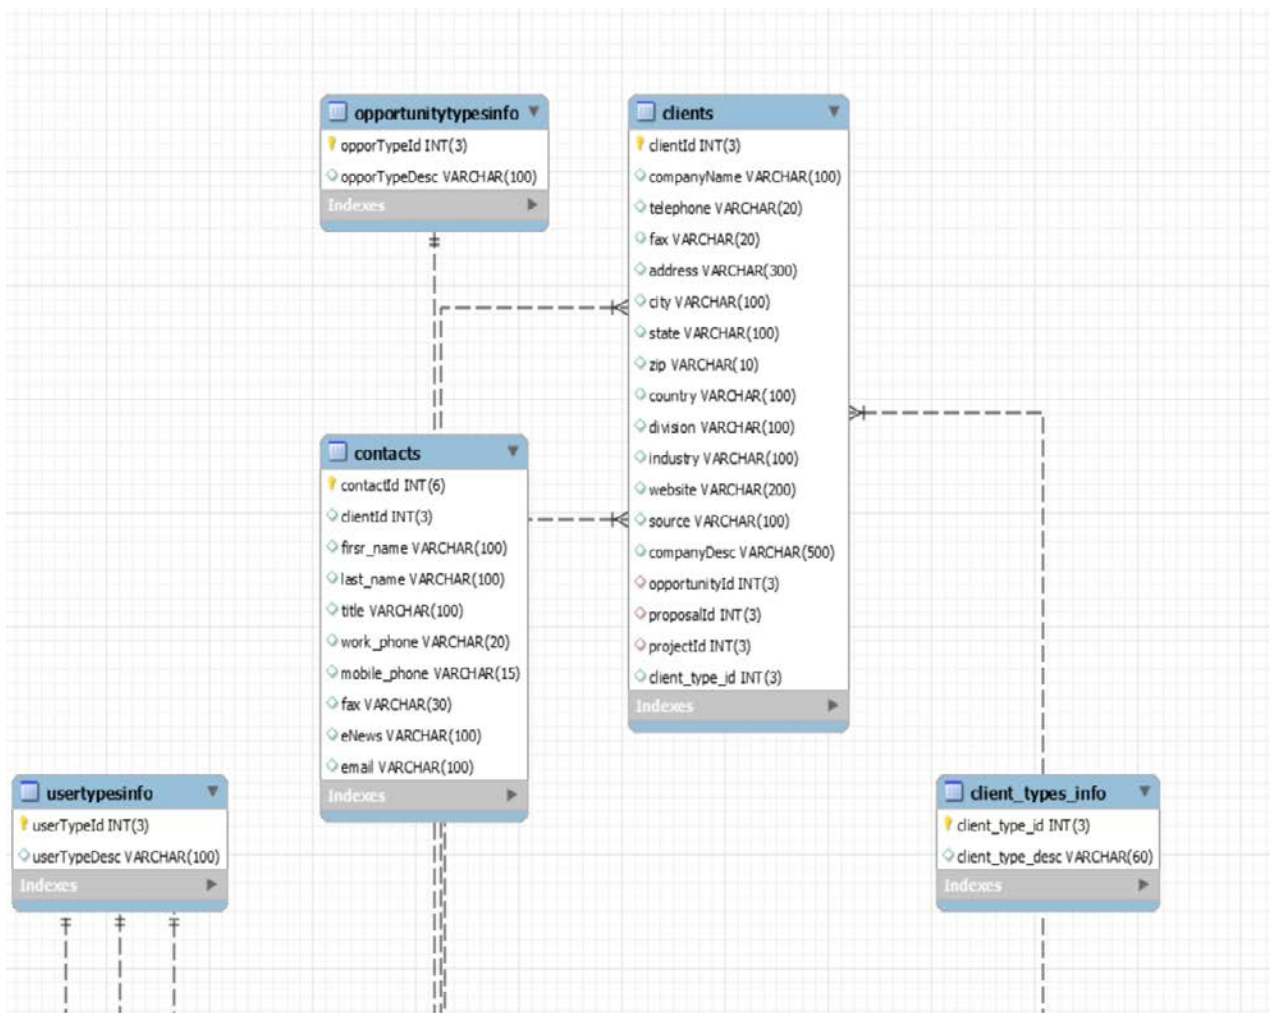 opportunitytypesinfo
opporTypeId INT(3)
opporTypeDesc VARCHAR(100)
Indexes
clients
clientId INT(3)
companyName VARCHAR(100)
telephone VARCHAR(20)
fax VARCHAR(20)
address VARCHAR(300)
city VARCHAR(100)
state VARCHAR(100)
zip VARCHAR(10)
country VARCHAR(100)
division VARCHAR(100)
industry VARCHAR(100)
website VARCHAR(200)
source VARCHAR(100)
companyDesc VARCHAR(500)
opportunityId INT(3)
proposalId INT(3)
projectId INT(3)
client_type_id INT(3)
Indexes
contacts
contactId INT(6)
clientId INT(3)
firsr_name VARCHAR(100)
last_name VARCHAR(100)
title VARCHAR(100)
work_phone VARCHAR(20)
mobile_phone VARCHAR(15)
fax VARCHAR(30)
eNews VARCHAR(100)
email VARCHAR(100)
Indexes
usertypesinfo
userTypeId INT(3)
userTypeDesc VARCHAR(100)
Indexes
client_types_info
client_type_id INT(3)
client_type_desc VARCHAR(60)
Indexes